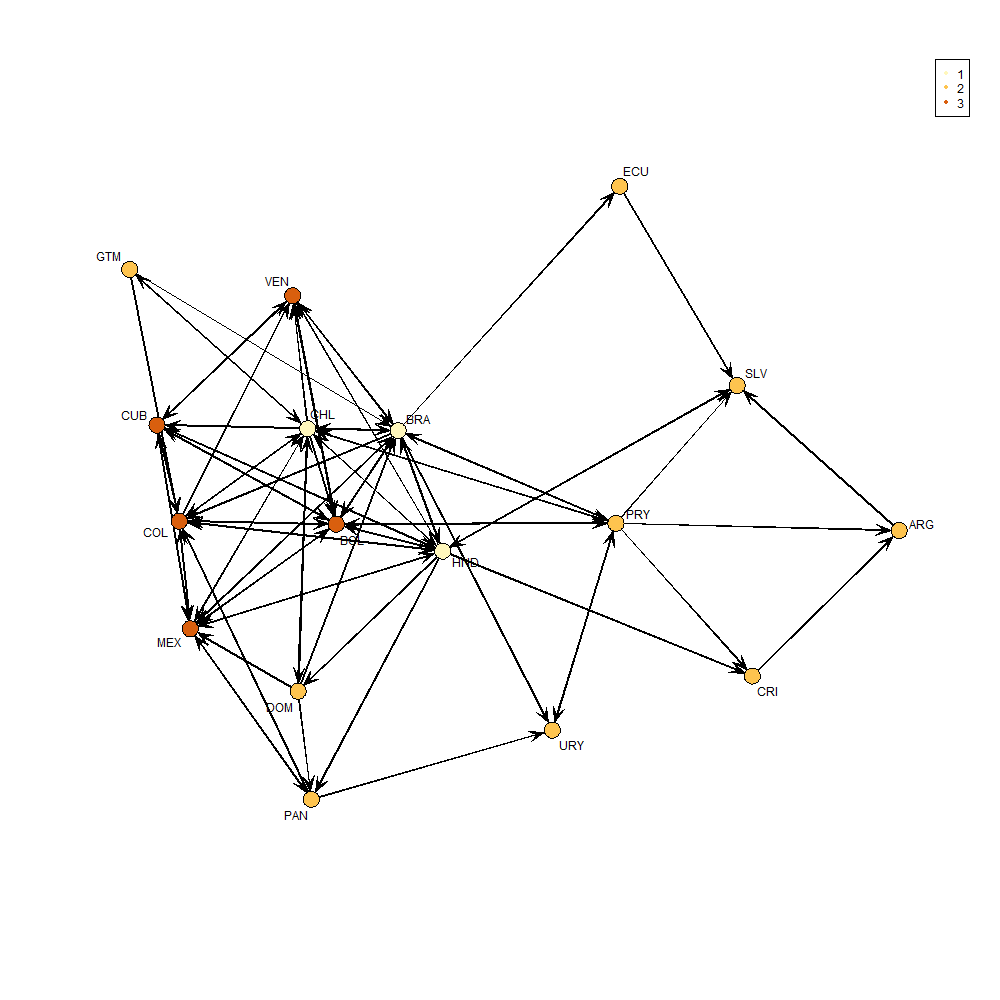 1
2
3
ECU
GTM
VEN
SLV
CUB
CHL
BRA
PRY
ARG
COL
BOL
HND
MEX
CRI
DOM
URY
PAN